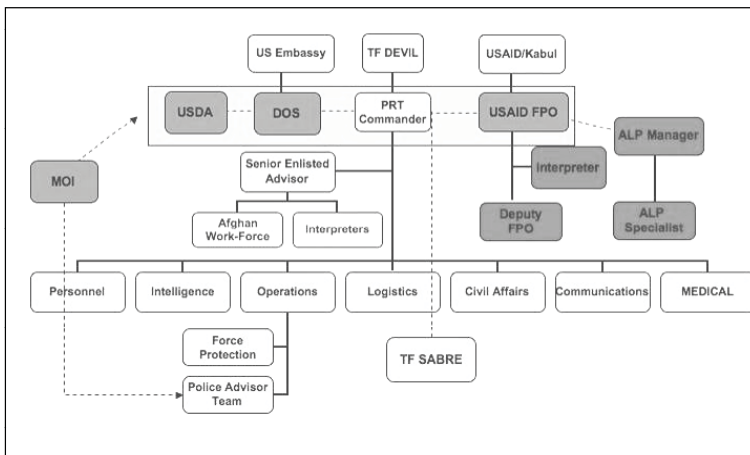 US Embassy
TF DEVIL
USAID/Kabul
USDA
DOS
PRT
Commander
USAID FPO
ALP Manager
MOI
Senior Enlisted
Advisor
Interpreter
Afghan
Work-Force
Interpreters
Deputy
FPO
ALP
Specialist
Personnel
Intelligence
Operations
Logistics
Civil Affairs
Communications
MEDICAL
Force
Protection
TF SABRE
Police Advisor
Team